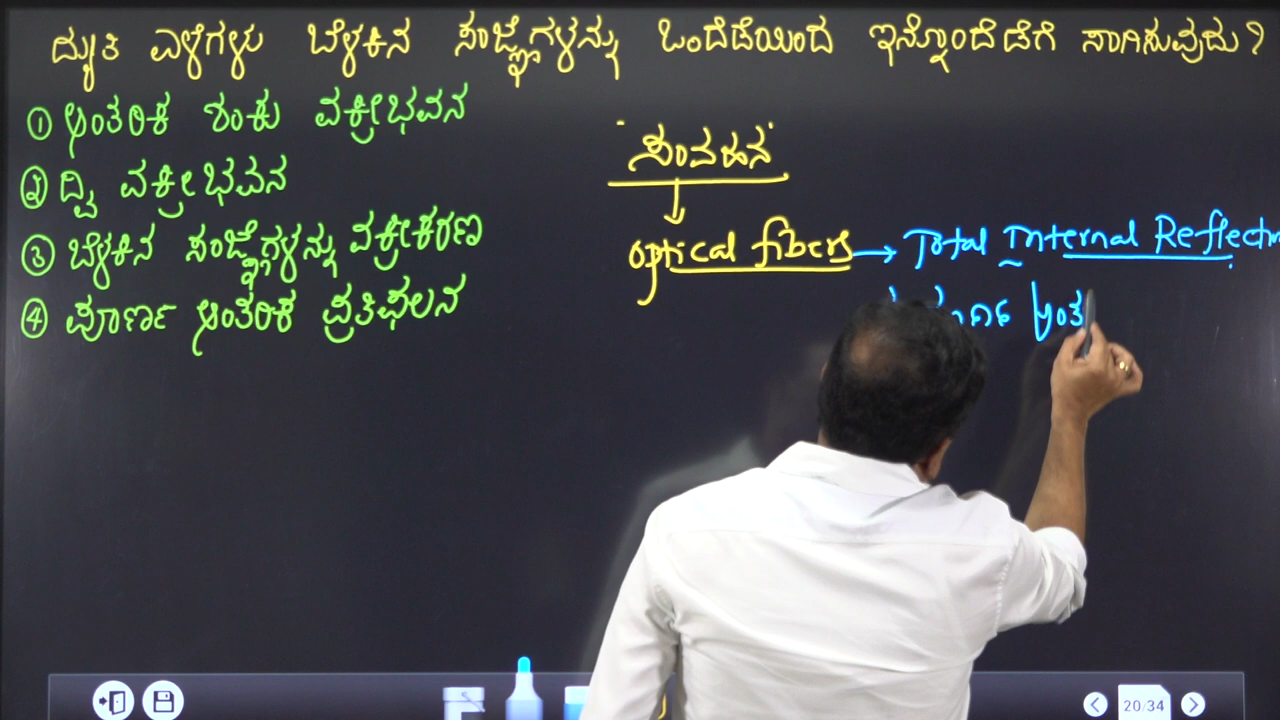 ದ್ಯುತಿ ಎಳೆಗಳು ಬೆಳಕಿನ ಸಂಜ್ಞೆಗಳನ್ನು ಒಂದೆಡೆಯಿಂದ ಇನ್ನೊಂದೆಡೆಗೆ ಸಾಗಿಸುವುದು?
① ಆಂತರಿಕ ಶಂಕು ವಕ್ರೀಭವನ
② ದ್ವಿ ವಕ್ರೀಭವನ
③ ಬೆಳಕಿನ ಸಂಜ್ಞೆಗಳನ್ನು ವಕ್ರೀಕರಣ
④ ಪೂರ್ಣ ಆಂತರಿಕ ಪ್ರತಿಫಲನ
"ಸಂವಹನ"
optical fibers → Total Internal Reflectn
ಆಂತ
20/34